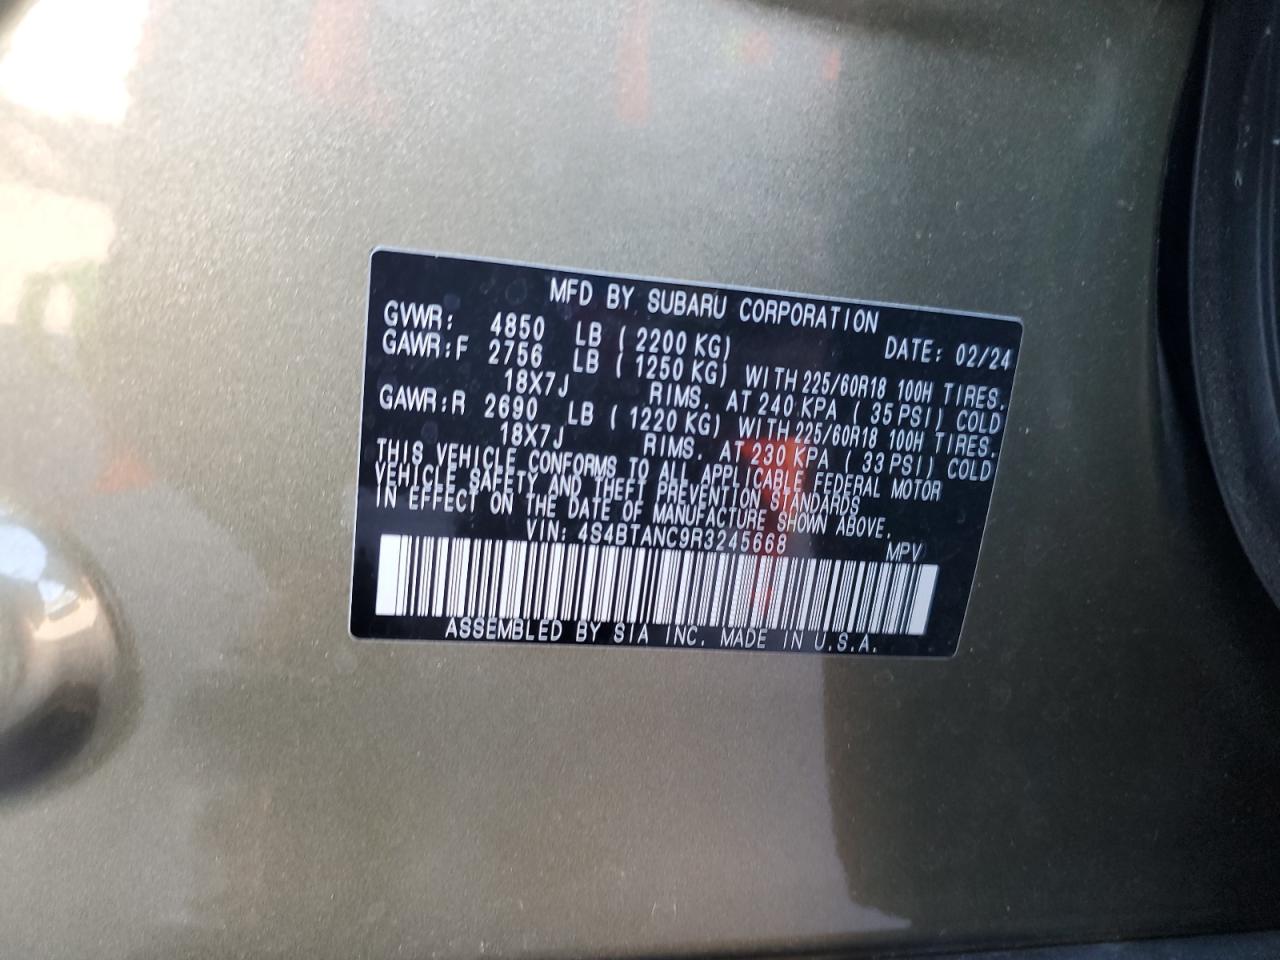 MFD BY SUBARU CORPORATION
GVWR: 4850 LB ( 2200 KG) DATE: 02/24
GAWR:F 2756 LB ( 1250 KG) WITH 225/60R18 100H TIRES.
18X7J RIMS. AT 240 KPA ( 35 PSI) COLD
GAWR:R 2690 LB ( 1220 KG) WITH 225/60R18 100H TIRES.
18X7J RIMS. AT 230 KPA ( 33 PSI) COLD
THIS VEHICLE CONFORMS TO ALL APPLICABLE FEDERAL MOTOR
VEHICLE SAFETY AND THEFT PREVENTION STANDARDS
IN EFFECT ON THE DATE OF MANUFACTURE SHOWN ABOVE.
VIN: 4S4BTANC9R3245668 MPV
ASSEMBLED BY SIA INC. MADE IN U.S.A.